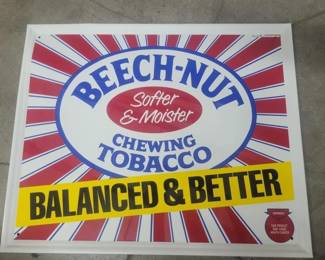 BEECH-NUT
Softer
& Moister
CHEWING
TOBACCO
BALANCED & BETTER